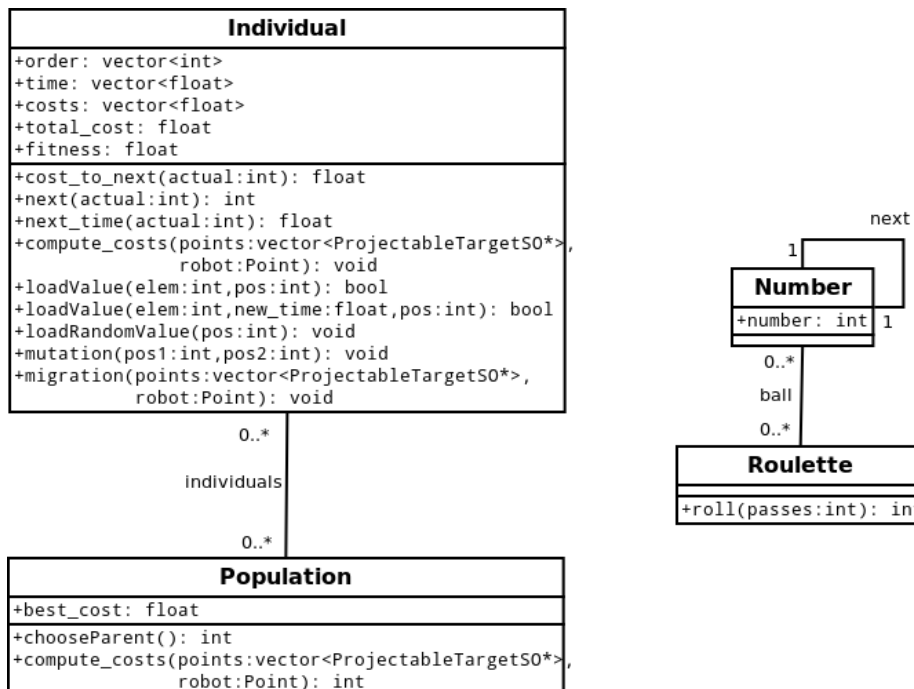 Individual
+order: vector<int>
+time: vector<float>
+costs: vector<float>
+total_cost: float
+fitness: float
+cost_to_next(actual:int): float
+next(actual:int): int
+next_time(actual:int): float
+compute_costs(points:vector<ProjectableTargetSO*>,
robot:Point): void
+loadValue(elem:int,pos:int): bool
+loadValue(elem:int,new_time:float,pos:int): bool
+loadRandomValue(pos:int): void
+mutation(pos1:int,pos2:int): void
+migration(points:vector<ProjectableTargetSO*>,
robot:Point): void
0..*
individuals
0..*
Population
+best_cost: float
+chooseParent(): int
+compute_costs(points:vector<ProjectableTargetSO*>,
robot:Point): int
next
1
Number
+number: int
1
0..*
ball
0..*
Roulette
+roll(passes:int): in